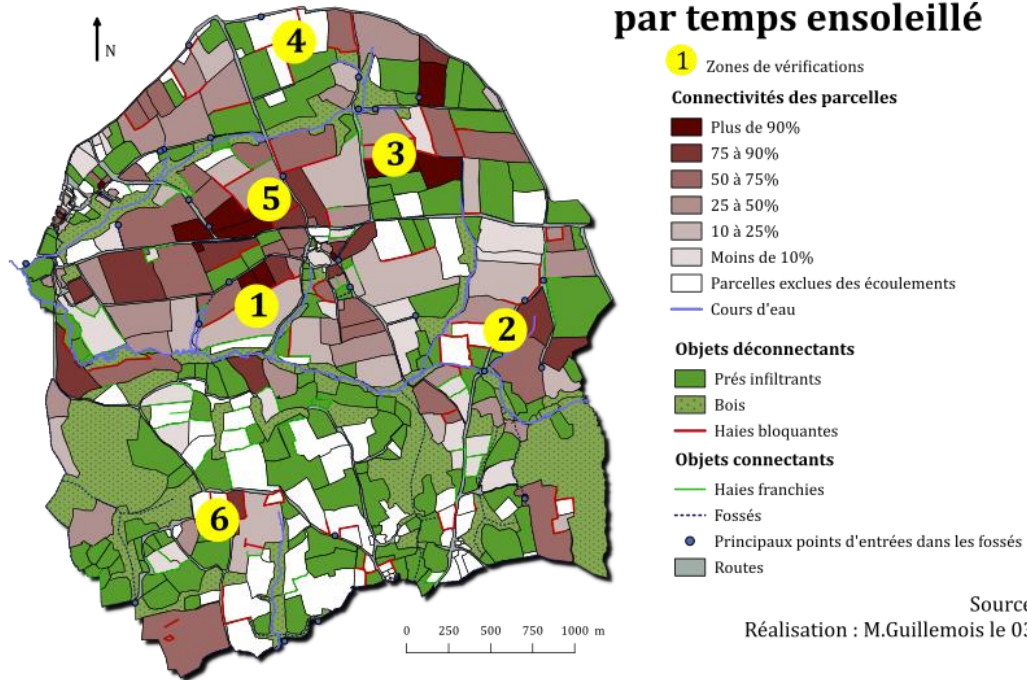 par temps ensoleillé
1 Zones de vérifications
Connectivités des parcelles
Plus de 90%
75 à 90%
50 à 75%
25 à 50%
10 à 25%
Moins de 10%
Parcelles exclues des écoulements
Cours d'eau
Objets déconnectants
Prés infiltrants
Bois
Haies bloquantes
Objets connectants
Haies franchies
Fossés
Principaux points d'entrées dans les fossés
Routes
Source
Réalisation : M.Guillemois le 03
N
4
3
5
1
2
6
0 250 500 750 1000 m